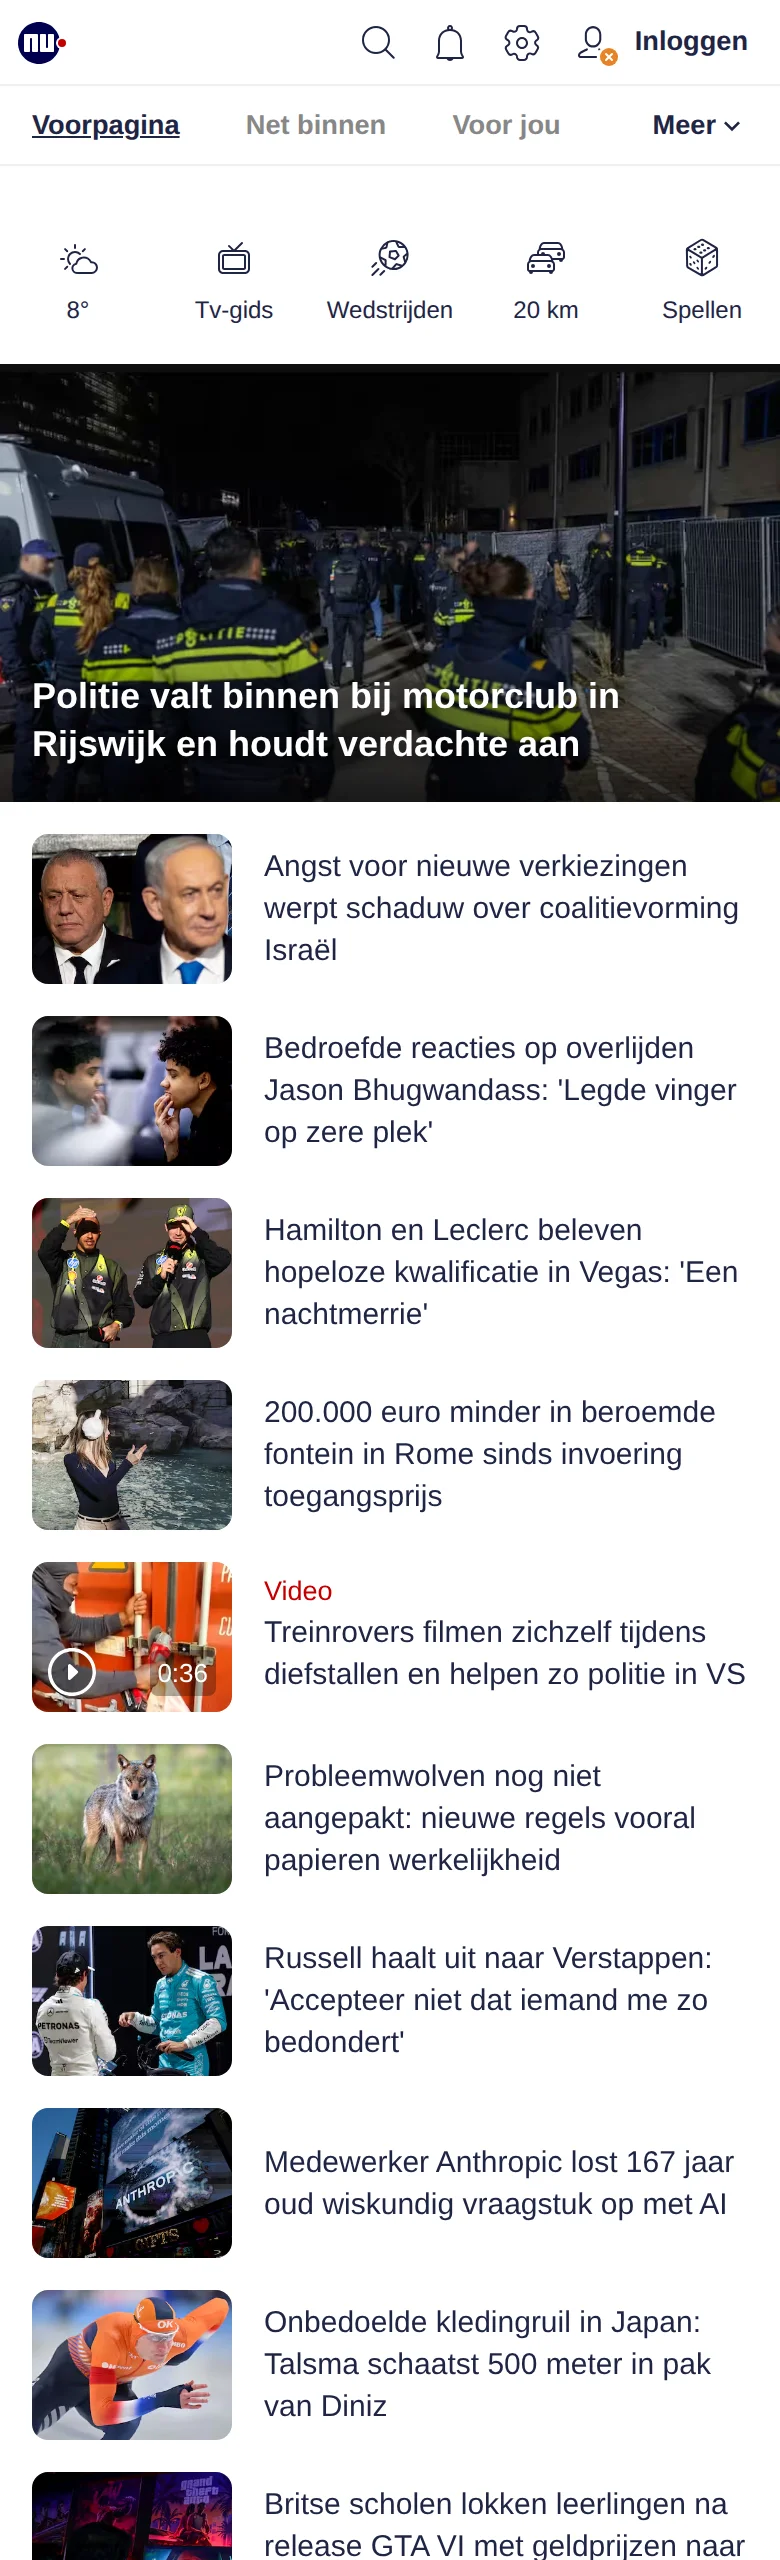 nu
Inloggen
Voorpagina
Net binnen
Voor jou
Meer
8°
Tv-gids
Wedstrijden
20 km
Spellen
POLITIE
POLITIE
Politie valt binnen bij motorclub in
Rijswijk en houdt verdachte aan
Angst voor nieuwe verkiezingen
werpt schaduw over coalitievorming
Israël
Bedroefde reacties op overlijden
Jason Bhugwandass: 'Legde vinger
op zere plek'
Hamilton en Leclerc beleven
hopeloze kwalificatie in Vegas: 'Een
nachtmerrie'
200.000 euro minder in beroemde
fontein in Rome sinds invoering
toegangsprijs
0:36
Video
Treinrovers filmen zichzelf tijdens
diefstallen en helpen zo politie in VS
Probleemwolven nog niet
aangepakt: nieuwe regels vooral
papieren werkelijkheid
PETRONAS
Russell haalt uit naar Verstappen:
'Accepteer niet dat iemand me zo
bedondert'
ANTHROPIC
Medewerker Anthropic lost 167 jaar
oud wiskundig vraagstuk op met AI
OK
Onbedoelde kledingruil in Japan:
Talsma schaatst 500 meter in pak
van Diniz
grand
theft
auto
Britse scholen lokken leerlingen na
release GTA VI met geldprijzen naar